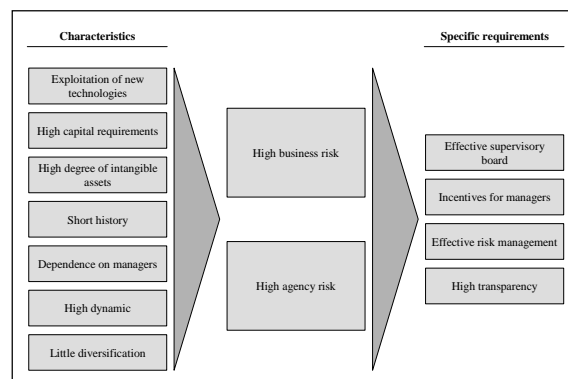 Characteristics
Exploitation of new
technologies
High capital requirements
High degree of intangible
assets
Short history
Dependence on managers
High dynamic
Little diversification
High business risk
High agency risk
Specific requirements
Effective supervisory
board
Incentives for managers
Effective risk management
High transparency